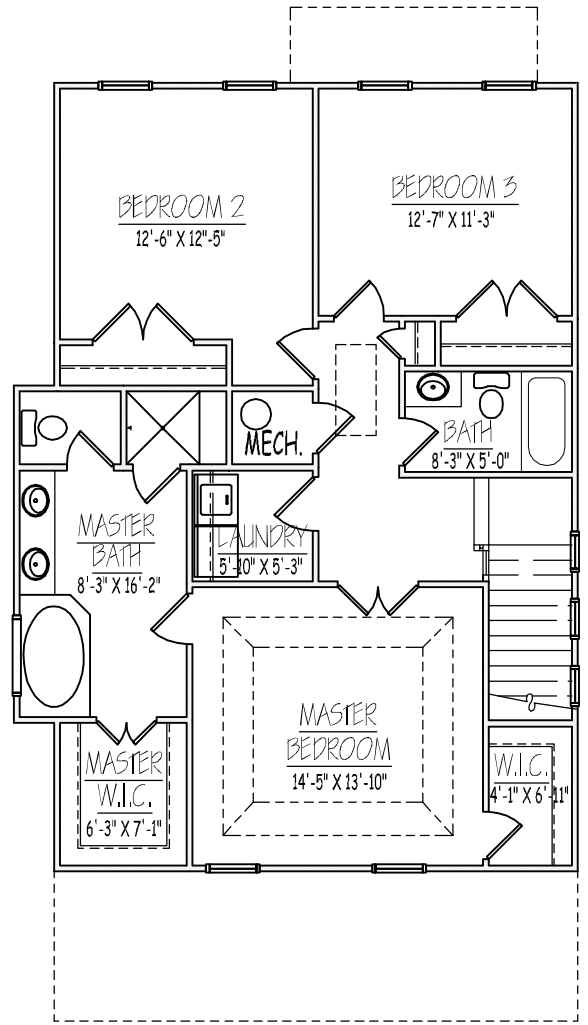 BEDROOM 2
12'-6" X 12"-5"
BEDROOM 3
12'-7" X 11'-3"
MECH.
BATH
8'-3" X 5'-0"
MASTER
BATH
8'-3" X 16'-2"
LAUNDRY
5'-10" X 5'-3"
MASTER
BEDROOM
14'-5" X 13'-10"
MASTER
W.I.C.
6'-3" X 7'-1"
W.I.C.
4'-1" X 6'-11"